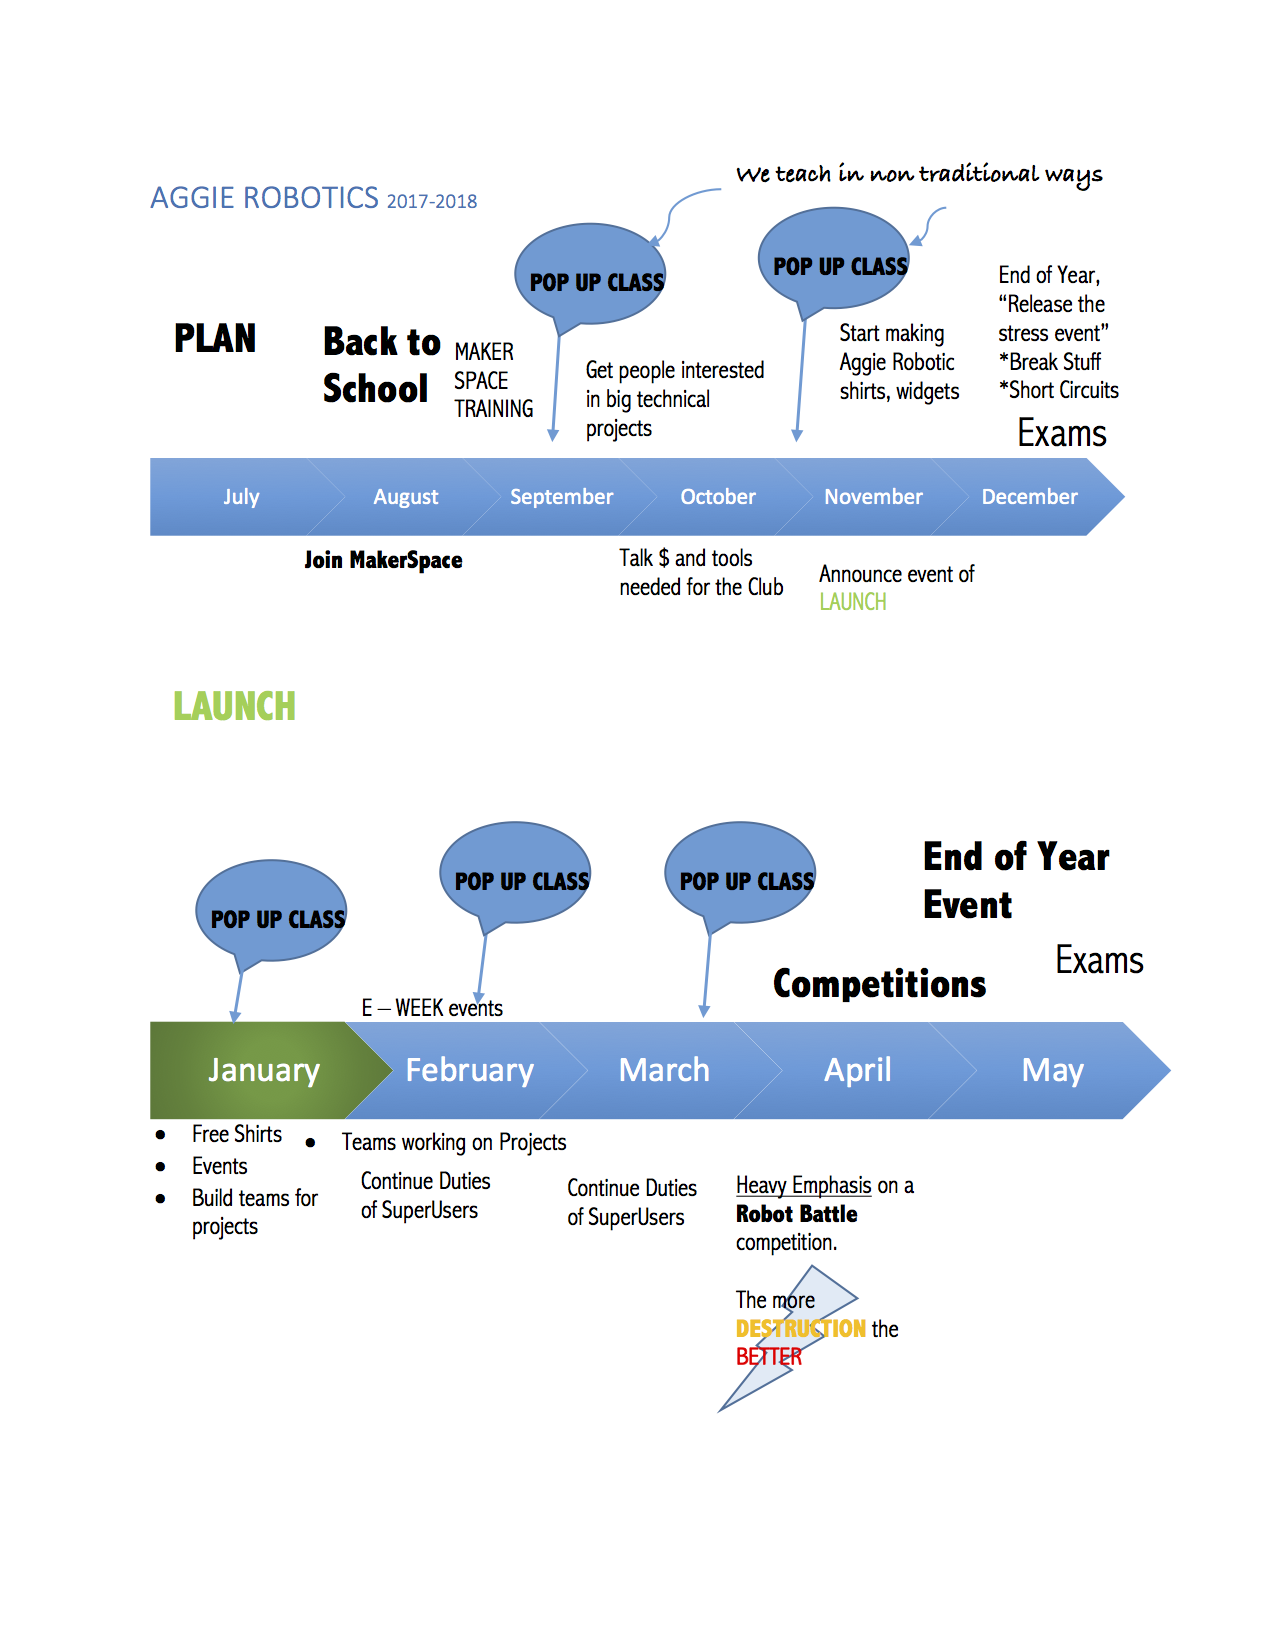 We teach in non traditional ways
AGGIE ROBOTICS 2017-2018
POP UP CLASS
POP UP CLASS
End of Year,
“Release the
stress event”
*Break Stuff
*Short Circuits
PLAN
Back to
School
MAKER
SPACE
TRAINING
Get people interested
in big technical
projects
Start making
Aggie Robotic
shirts, widgets
Exams
July
August
September
October
November
December
Join MakerSpace
Talk $ and tools
needed for the Club
Announce event of
LAUNCH
LAUNCH
POP UP CLASS
POP UP CLASS
POP UP CLASS
End of Year
Event
Exams
Competitions
E – WEEK events
January
February
March
April
May
• Free Shirts
• Events
• Build teams for
projects
• Teams working on Projects
Continue Duties
of SuperUsers
Continue Duties
of SuperUsers
Heavy Emphasis on a
Robot Battle
competition.
The more
DESTRUCTION the
BETTER